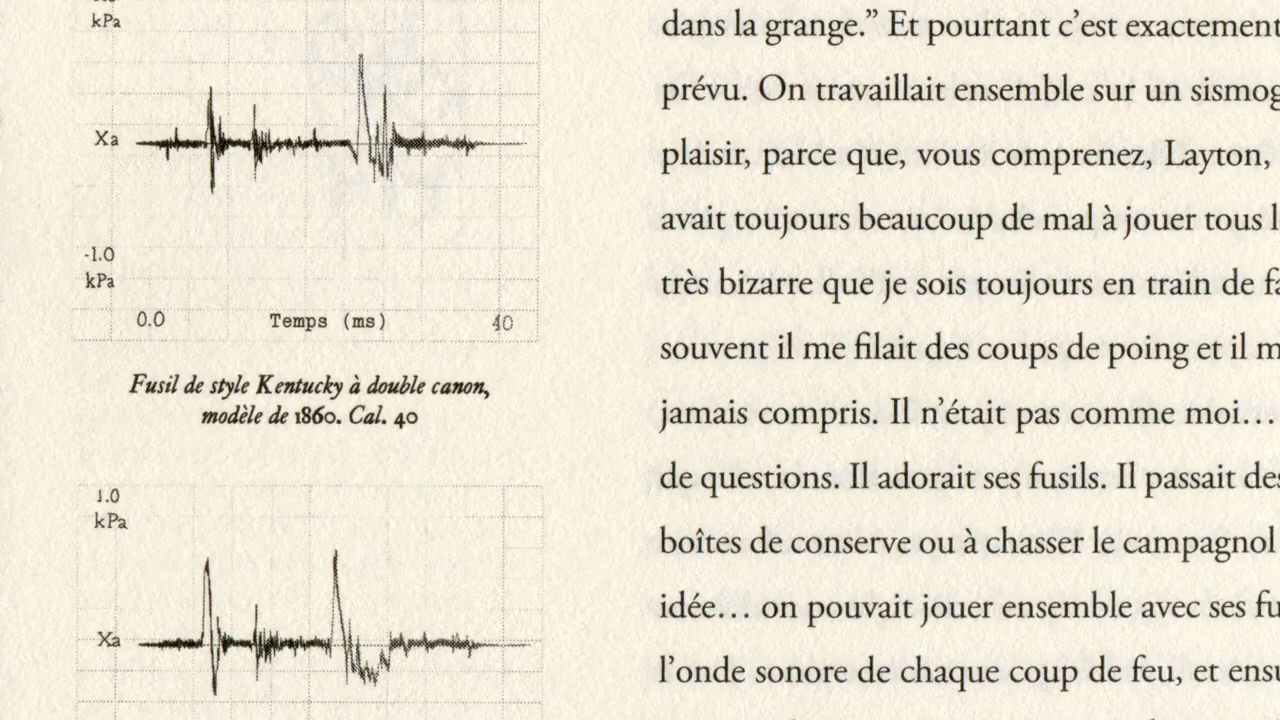 kPa
Xa
-1.0
kPa
0.0 Temps (ms) 40
Fusil de style Kentucky à double canon,
modèle de 1860. Cal. 40
1.0
kPa
Xa
dans la grange.” Et pourtant c’est exactement
prévu. On travaillait ensemble sur un
plaisir, parce que, vous comprenez, Layton,
avait toujours beaucoup de mal à jouer tous
très bizarre que je sois toujours en train de
souvent il me filait des coups de poing et il
jamais compris. Il n’était pas comme moi…
de questions. Il adorait ses fusils. Il passait des
boîtes de conserve ou à chasser le campagnol
idée… on pouvait jouer ensemble avec ses
l’onde sonore de chaque coup de feu, et